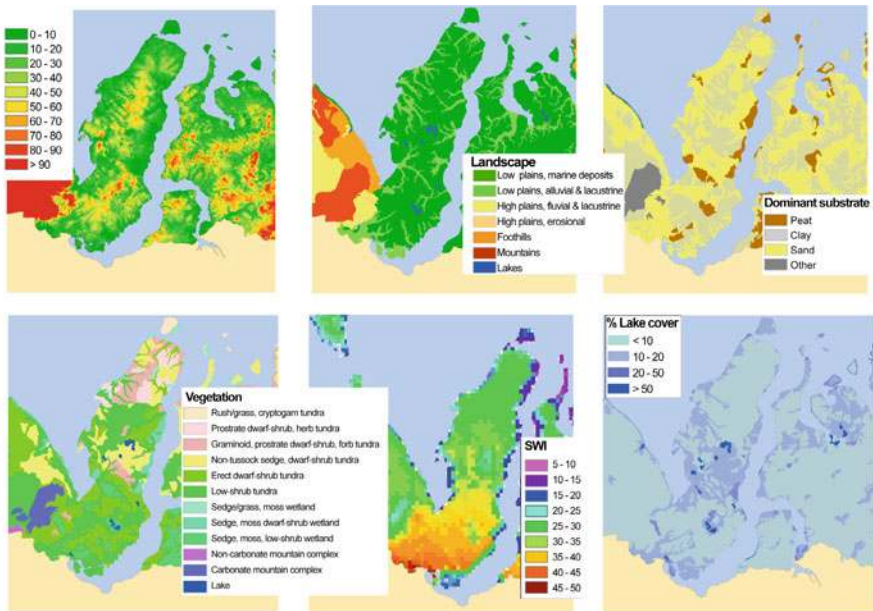 0 - 10
10 - 20
20 - 30
30 - 40
40 - 50
50 - 60
60 - 70
70 - 80
80 - 90
> 90
Landscape
Low plains, marine deposits
Low plains, alluvial & lacustrine
High plains, fluvial & lacustrine
High plains, erosional
Foothills
Mountains
Lakes
Dominant substrate
Peat
Clay
Sand
Other
Vegetation
Rush/grass, cryptogam tundra
Prostrate dwarf-shrub, herb tundra
Graminoid, prostrate dwarf-shrub, forb tundra
Non-tussock sedge, dwarf-shrub tundra
Erect dwarf-shrub tundra
Low-shrub tundra
Sedge/grass, moss wetland
Sedge, moss dwarf-shrub wetland
Sedge, moss, low-shrub wetland
Non-carbonate mountain complex
Carbonate mountain complex
Lake
SWI
5 - 10
10 - 15
15 - 20
20 - 25
25 - 30
30 - 35
35 - 40
40 - 45
45 - 50
% Lake cover
< 10
10 - 20
20 - 50
> 50